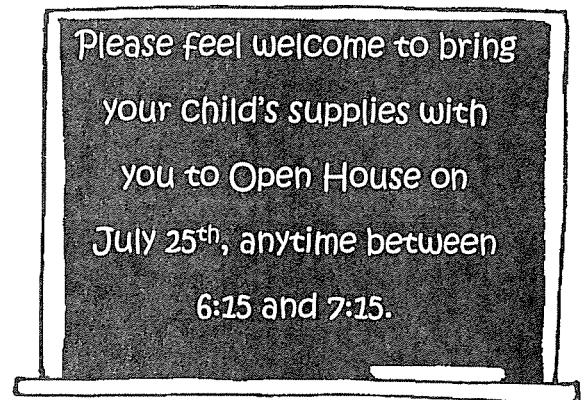 Please feel welcome to bring
your child's supplies with
you to Open House on
July 25th, anytime between
6:15 and 7:15.